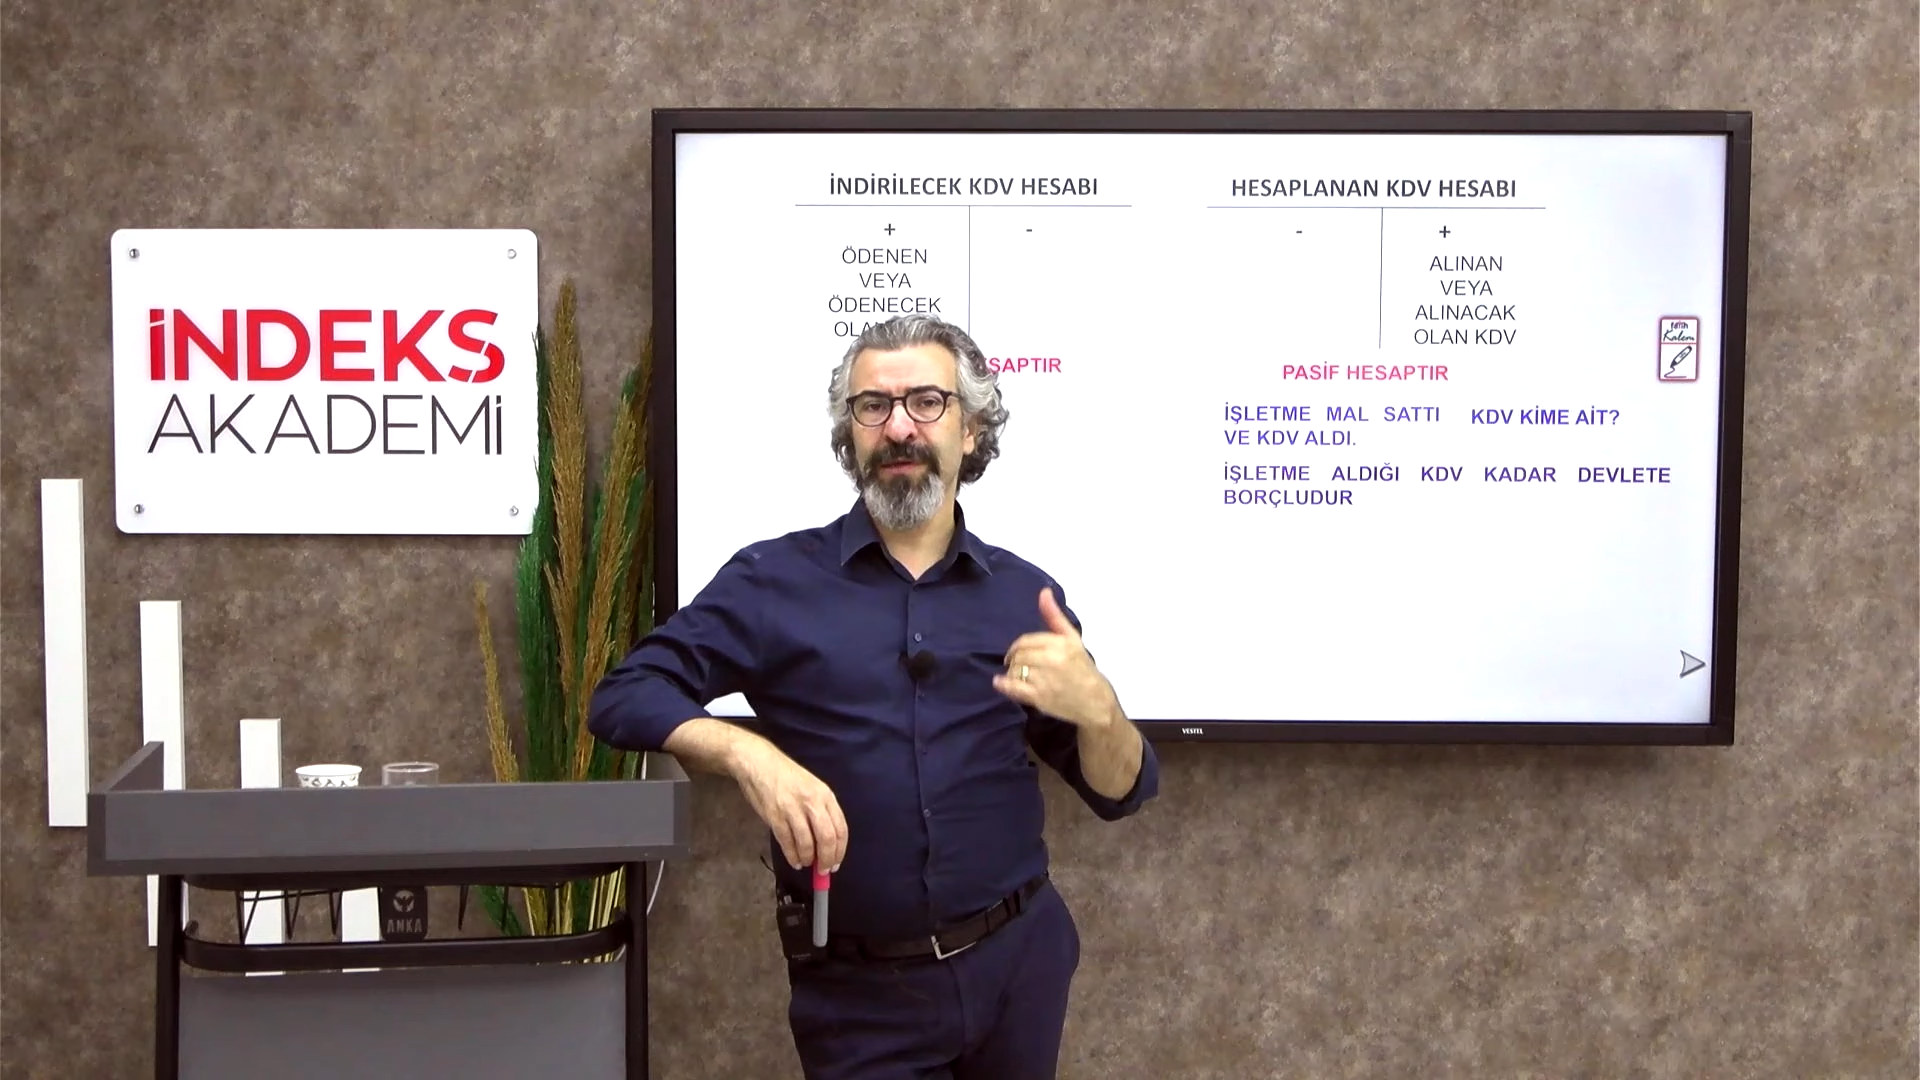 İNDEKS
AKADEMİ
İNDİRİLECEK KDV HESABI
+ -
ÖDENEN
VEYA
ÖDENECEK
HESAPLANAN KDV HESABI
- +
ALINAN
VEYA
ALINACAK
OLAN KDV
PASİF HESAPTIR
İŞLETME MAL SATTI KDV KİME AİT?
VE KDV ALDI.
İŞLETME ALDIĞI KDV KADAR DEVLETE
BORÇLUDUR
Kalem
VESTEL
ANKA